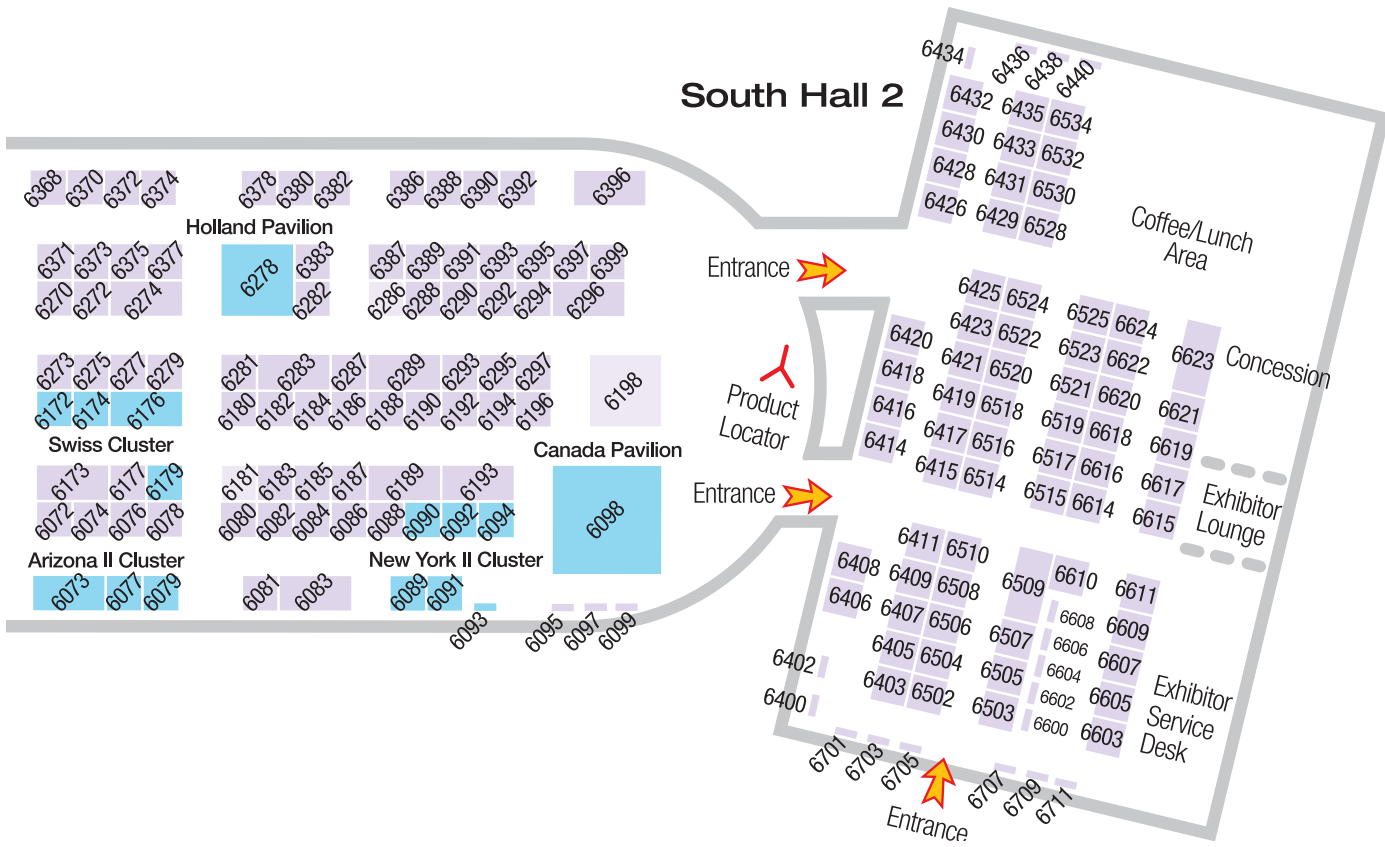 South Hall 2
6368 6370 6372 6374 6378 6380 6382 6386 6388 6390 6392 6396
Holland Pavilion
6371 6373 6375 6377 6278 6383 6387 6389 6391 6393 6395 6397 6399
6270 6272 6274 6282 6286 6288 6290 6292 6294 6296
6273 6275 6277 6279 6281 6283 6287 6289 6293 6295 6297 6198
6172 6174 6176 6180 6182 6184 6186 6188 6190 6192 6194 6196
Swiss Cluster
Canada Pavilion
6173 6177 6179 6181 6183 6185 6187 6189 6193 6098
6072 6074 6076 6078 6080 6082 6084 6086 6088 6090 6092 6094
Arizona II Cluster
New York II Cluster
6073 6077 6079 6081 6083 6089 6091
6093 6095 6097 6099
Entrance
Product
Locator
Entrance
6434 6436 6438 6440
6432 6435 6534
6430 6433 6532
6428 6431 6530
6426 6429 6528
Coffee/Lunch
Area
6425 6524 6525 6624
6420 6423 6522 6523 6622 6623
Concession
6418 6421 6520 6521 6620 6621
6416 6419 6518 6519 6618 6619
6414 6417 6516 6517 6616 6617
6415 6514 6515 6614 6615
Exhibitor
Lounge
6411 6510 6509 6610 6611
6408 6409 6508 6608 6609
6406 6407 6506 6507 6606 6607
6402 6405 6504 6505 6604 6605
6400 6403 6502 6503 6602 6603
6600
Exhibitor
Service
Desk
6701 6703 6705 6707 6709 6711
Entrance